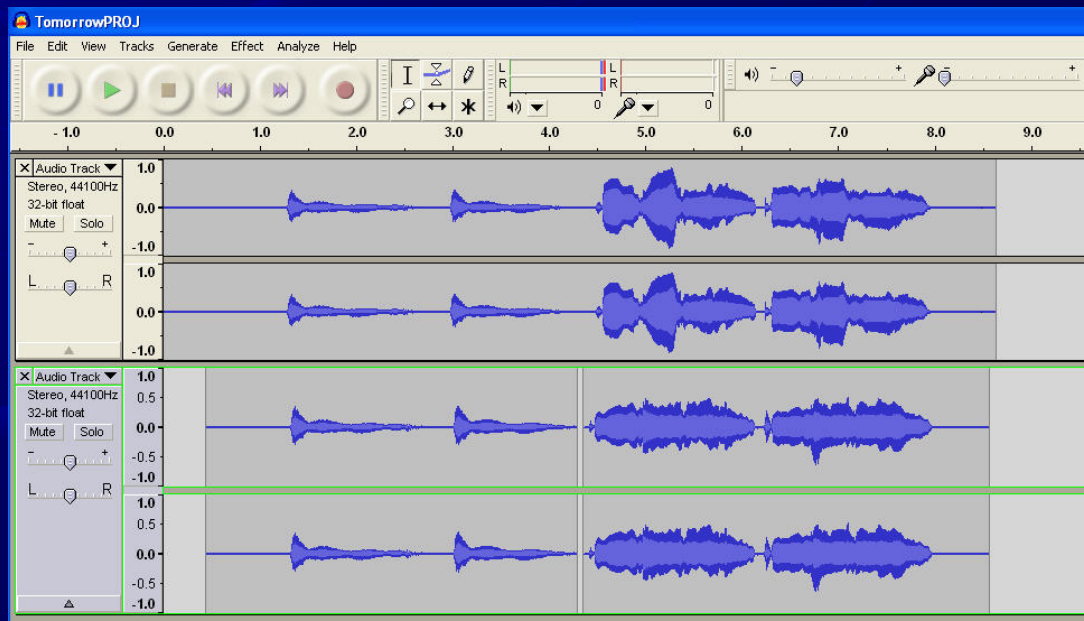 TomorrowPROJ
File Edit View Tracks Generate Effect Analyze Help
L L
R R
0 0
- + - +
- 1.0 0.0 1.0 2.0 3.0 4.0 5.0 6.0 7.0 8.0 9.0
X Audio Track 1.0
Stereo, 44100Hz
32-bit float 0.0
Mute Solo
- + -1.0
1.0
L R
0.0
-1.0
X Audio Track 1.0
Stereo, 44100Hz 0.5
32-bit float
Mute Solo 0.0
- + -0.5
-1.0
L R 1.0
0.5
0.0
-0.5
-1.0